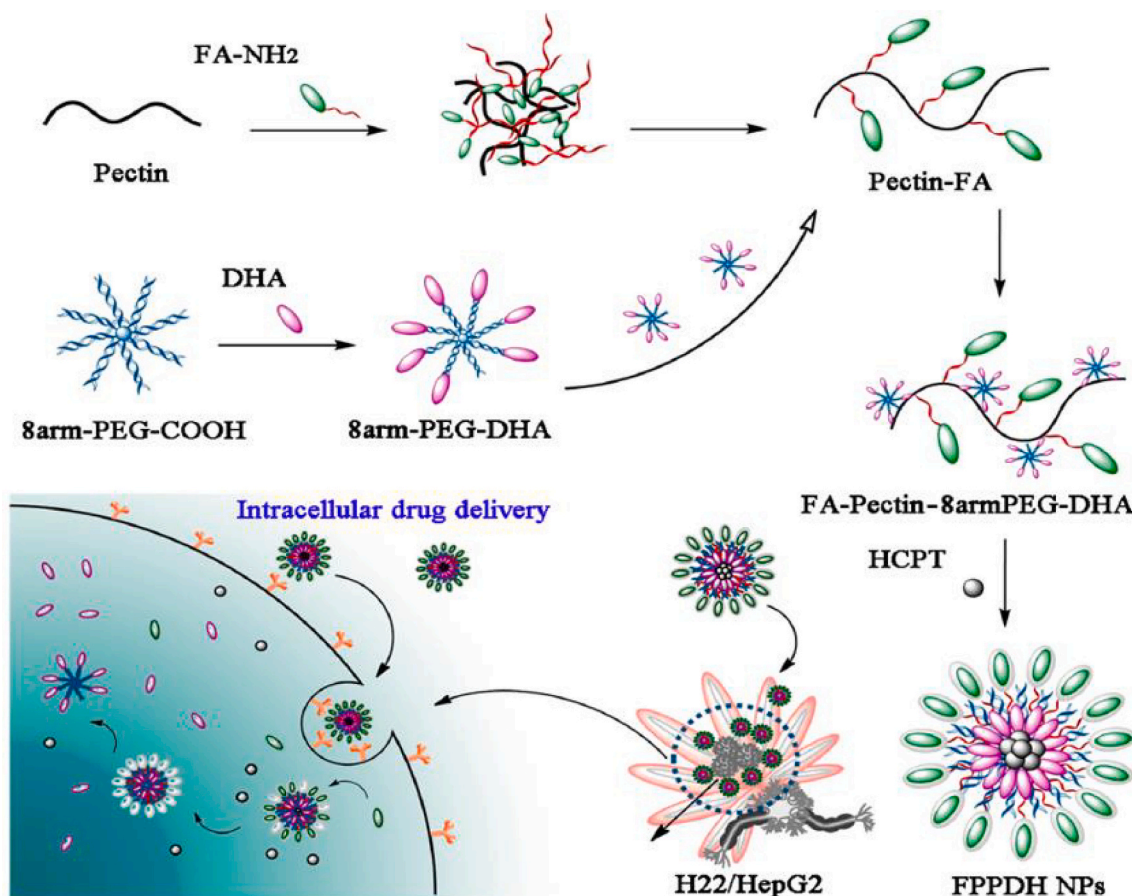 FA-NH2
Pectin
Pectin-FA
DHA
8arm-PEG-COOH
8arm-PEG-DHA
FA-Pectin-8armPEG-DHA
Intracellular drug delivery
HCPT
H22/HepG2
FPPDH NPs